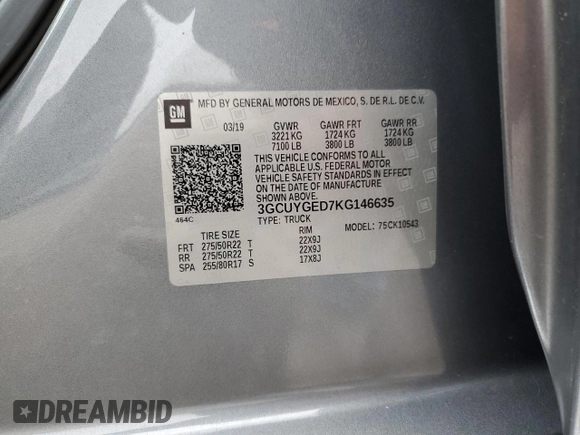 GM
MFD BY GENERAL MOTORS DE MEXICO, S. DE R.L. DE C.V.
03/19 GVWR GAWR FRT GAWR RR
3221 KG 1724 KG 1724 KG
7100 LB 3800 LB 3800 LB
THIS VEHICLE CONFORMS TO ALL
APPLICABLE U.S. FEDERAL MOTOR
VEHICLE SAFETY STANDARDS IN EFFECT
ON THE DATE OF MANUFACTURE
3GCUYGED7KG146635
464C
TYPE: TRUCK MODEL: 75CK10543
TIRE SIZE RIM
FRT 275/50R22 T 22X9J
RR 275/50R22 T 22X9J
SPA 255/80R17 S 17X8J
DREAMBID